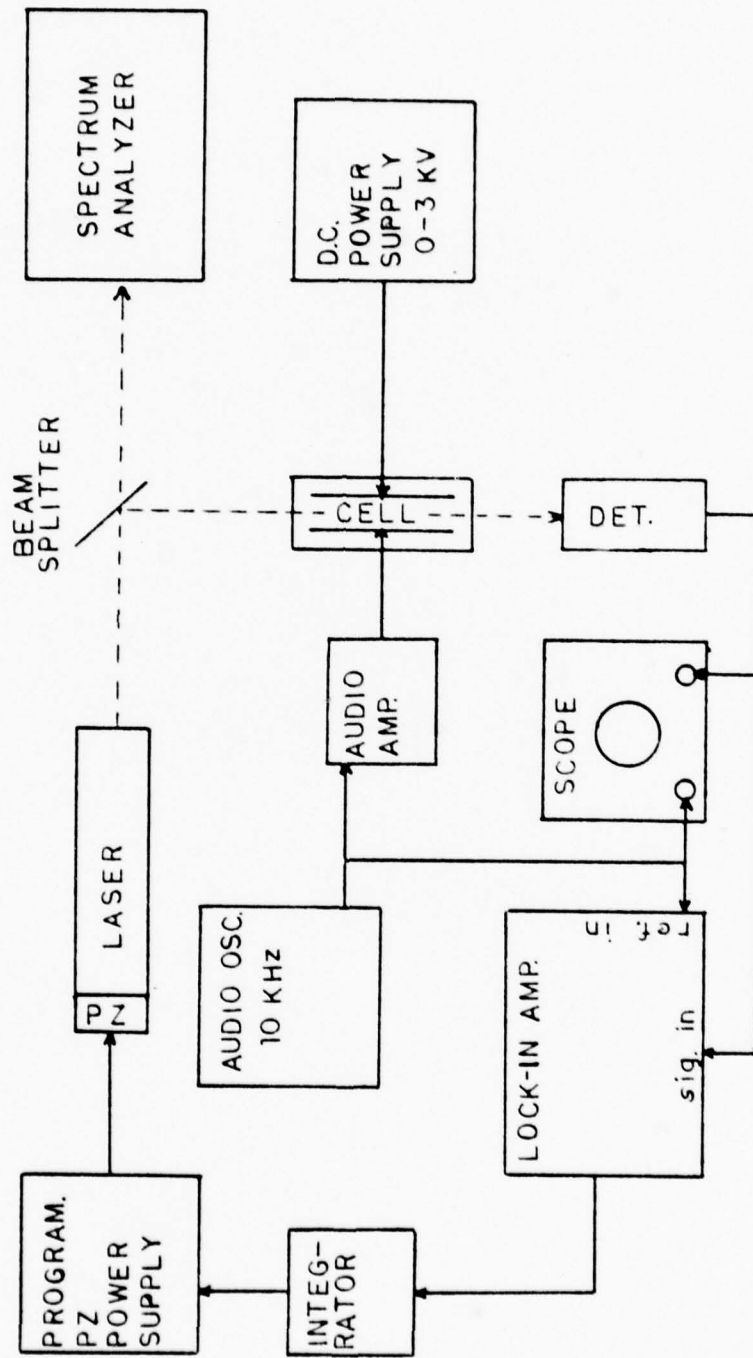 PROGRAM.
PZ
POWER
SUPPLY
PZ
LASER
BEAM
SPLITTER
SPECTRUM
ANALYZER
INTEG-
RATOR
AUDIO OSC.
10 KHz
AUDIO
AMP.
CELL
D.C.
POWER
SUPPLY
0-3 KV
LOCK-IN AMP.
ref.
in
sig. in
SCOPE
DET.